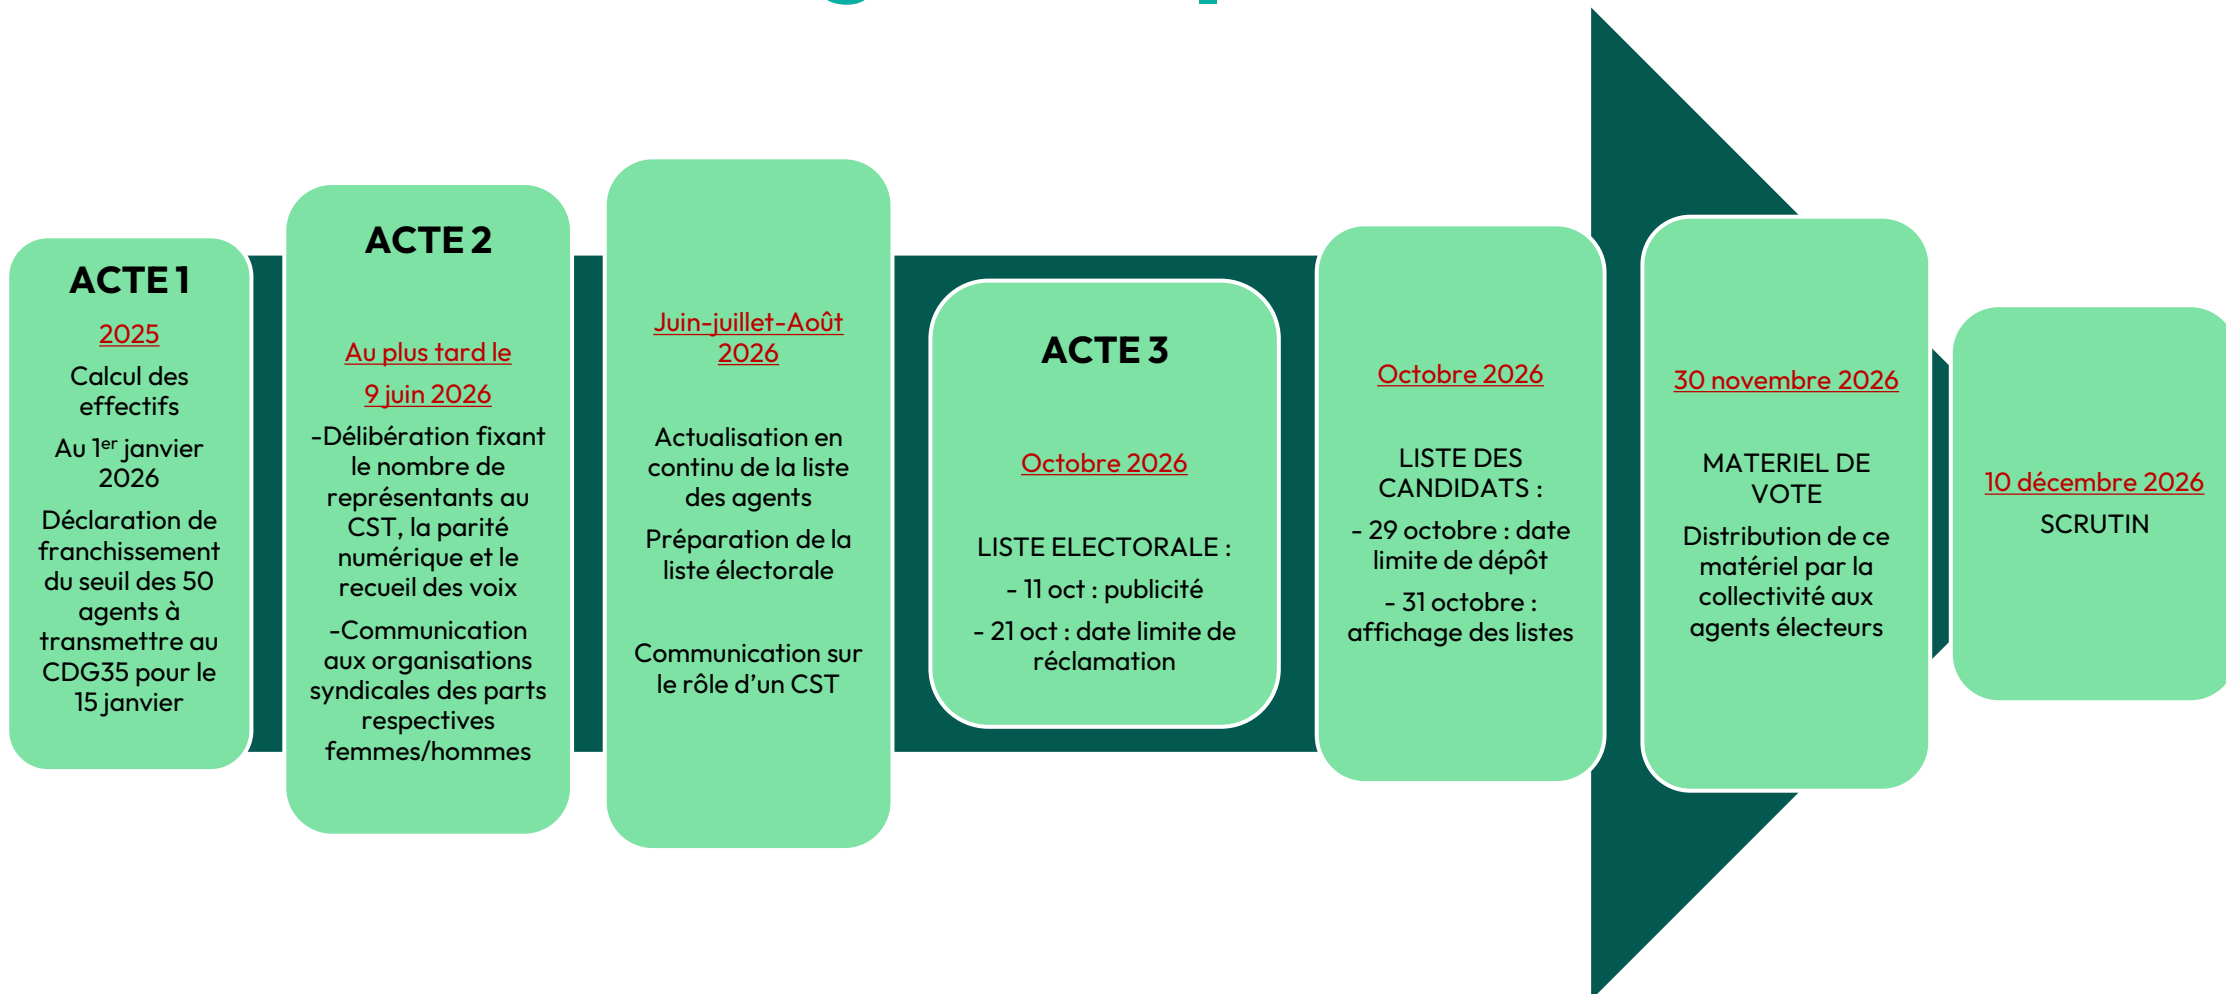 ACTE 1
2025
Calcul des
effectifs
Au 1er janvier
2026
Déclaration de
franchissement
du seuil des 50
agents à
transmettre au
CDG35 pour le
15 janvier
ACTE 2
Au plus tard le
9 juin 2026
-Délibération fixant
le nombre de
représentants au
CST, la parité
numérique et le
recueil des voix
-Communication
aux organisations
syndicales des parts
respectives
femmes/hommes
Juin-juillet-Août
2026
Actualisation en
continu de la liste
des agents
Préparation de la
liste électorale
Communication sur
le rôle d’un CST
ACTE 3
Octobre 2026
LISTE ELECTORALE :
- 11 oct : publicité
- 21 oct : date limite de
réclamation
Octobre 2026
LISTE DES
CANDIDATS :
- 29 octobre : date
limite de dépôt
- 31 octobre :
affichage des listes
30 novembre 2026
MATERIEL DE
VOTE
Distribution de ce
matériel par la
collectivité aux
agents électeurs
10 décembre 2026
SCRUTIN